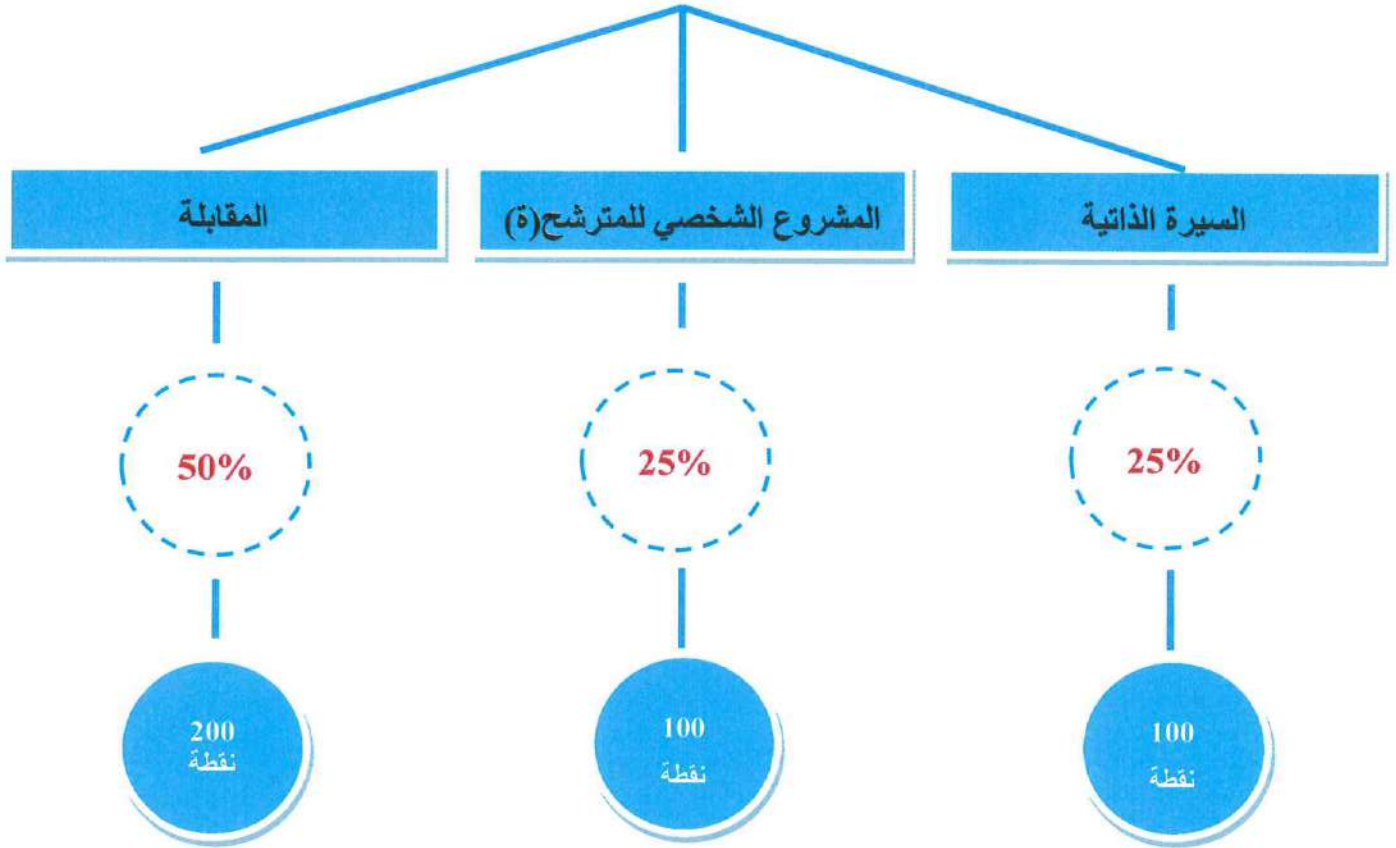 السيرة الذاتية
المشروع الشخصي للمترشح(ة)
المقابلة
25%
25%
50%
100
نقطة
100
نقطة
200
نقطة